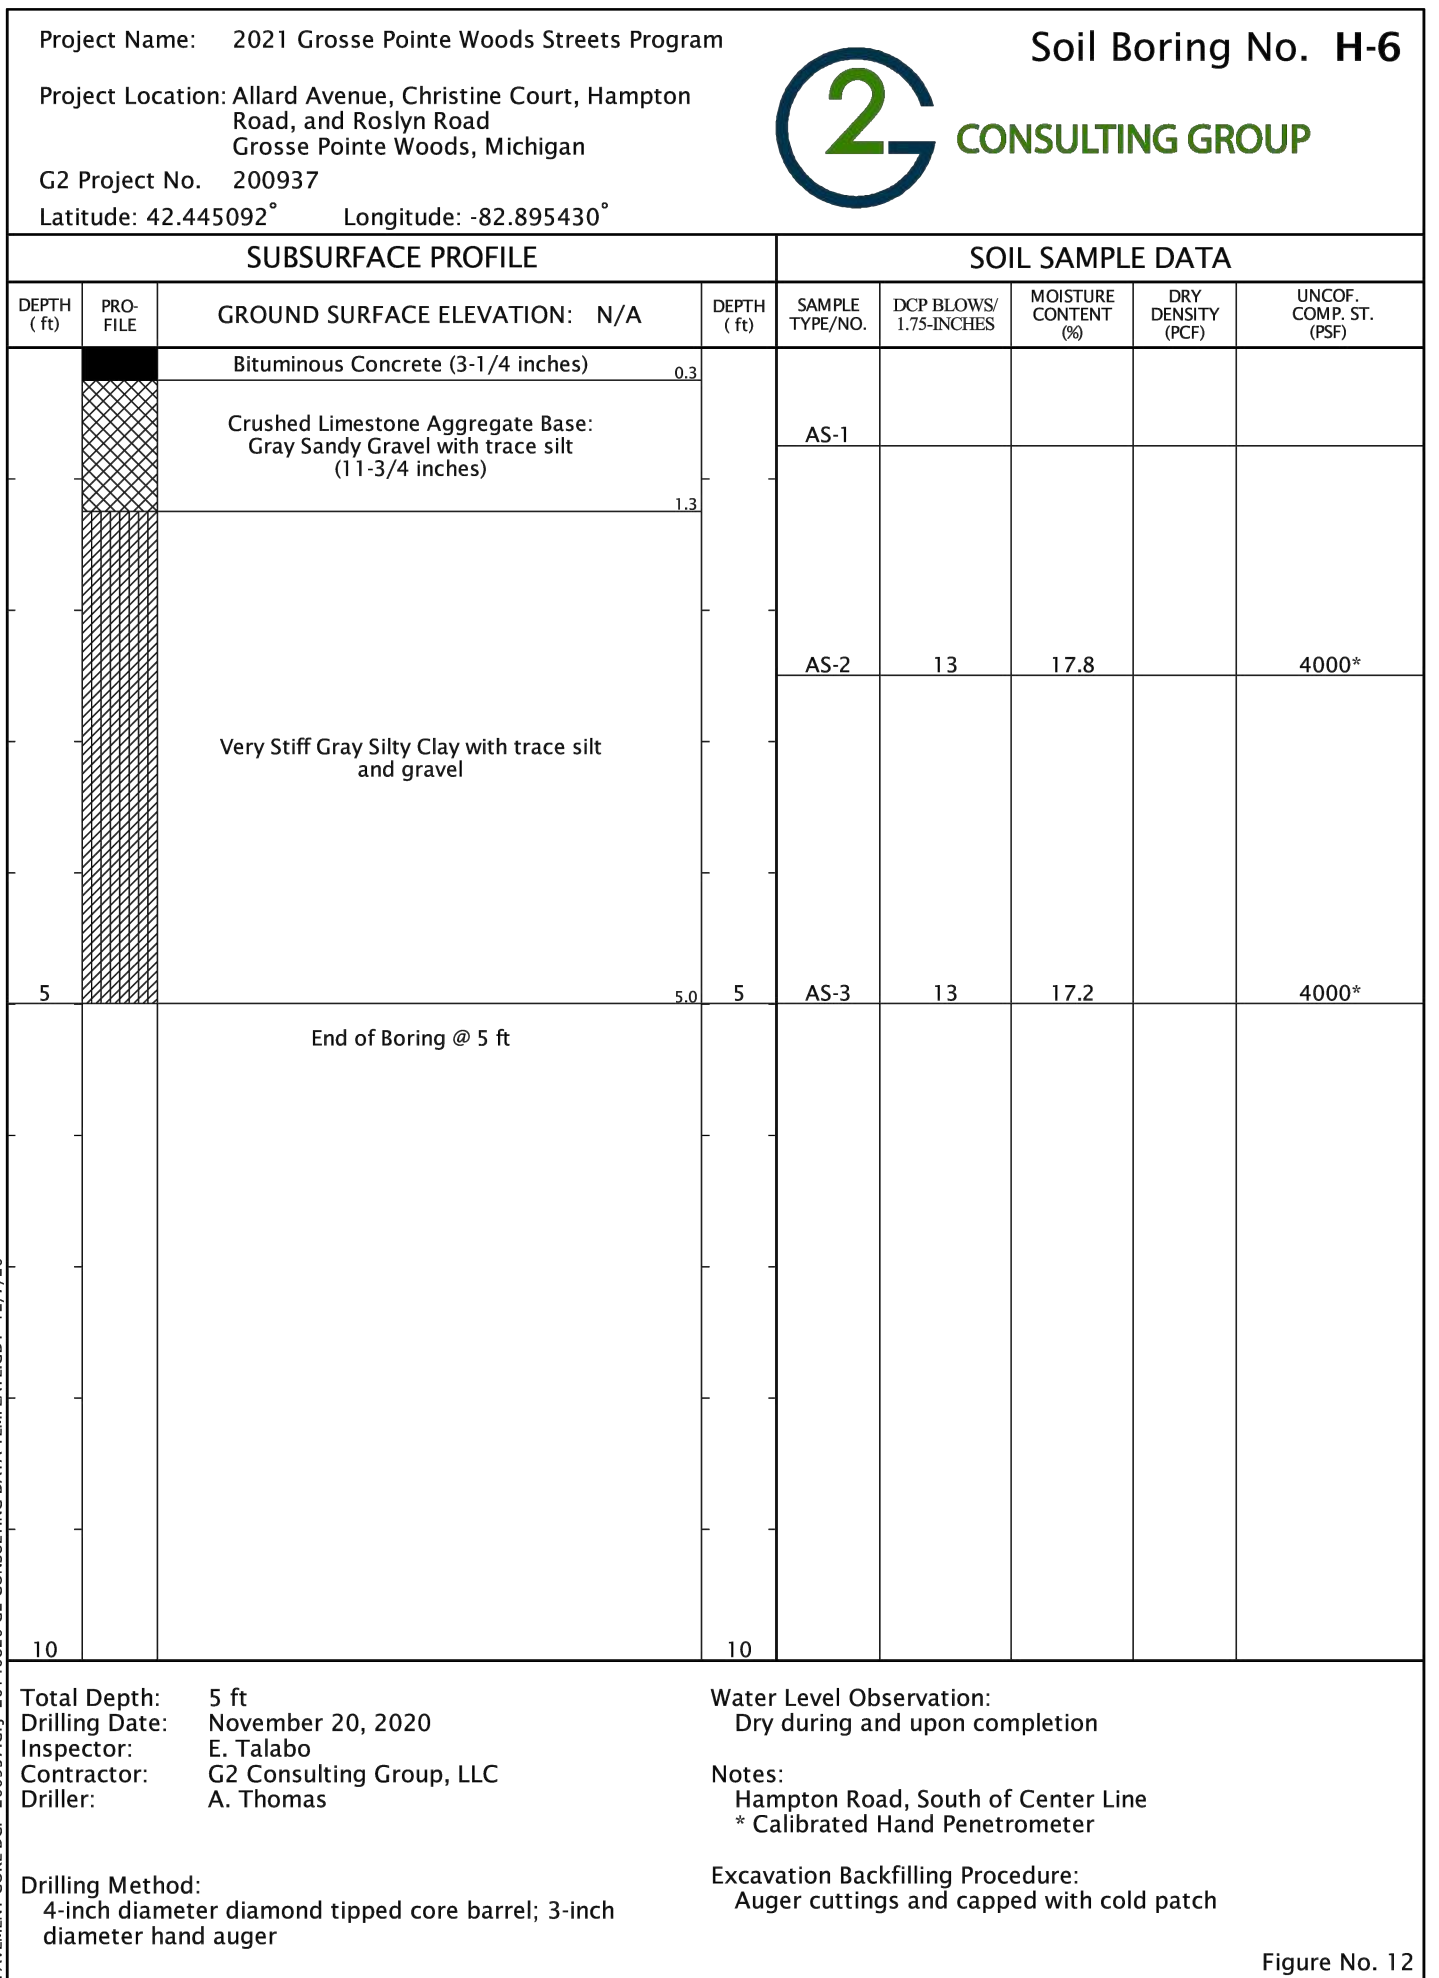 Project Name: 2021 Grosse Pointe Woods Streets Program
Project Location: Allard Avenue, Christine Court, Hampton
Road, and Roslyn Road
Grosse Pointe Woods, Michigan
G2 Project No. 200937
Latitude: 42.445092° Longitude: -82.895430°
G2 CONSULTING GROUP
Soil Boring No. H-6
SUBSURFACE PROFILE
SOIL SAMPLE DATA
DEPTH
( ft)
PRO-
FILE
GROUND SURFACE ELEVATION: N/A
DEPTH
( ft)
SAMPLE
TYPE/NO.
DCP BLOWS/
1.75-INCHES
MOISTURE
CONTENT
(%)
DRY
DENSITY
(PCF)
UNCOF.
COMP. ST.
(PSF)
Bituminous Concrete (3-1/4 inches)
0.3
Crushed Limestone Aggregate Base:
Gray Sandy Gravel with trace silt
(11-3/4 inches)
AS-1
1.3
AS-2 13 17.8 4000*
Very Stiff Gray Silty Clay with trace silt
and gravel
5 5.0 5 AS-3 13 17.2 4000*
End of Boring @ 5 ft
10 10
Total Depth: 5 ft
Drilling Date: November 20, 2020
Inspector: E. Talabo
Contractor: G2 Consulting Group, LLC
Driller: A. Thomas
Drilling Method:
4-inch diameter diamond tipped core barrel; 3-inch
diameter hand auger
Water Level Observation:
Dry during and upon completion
Notes:
Hampton Road, South of Center Line
* Calibrated Hand Penetrometer
Excavation Backfilling Procedure:
Auger cuttings and capped with cold patch
Figure No. 12